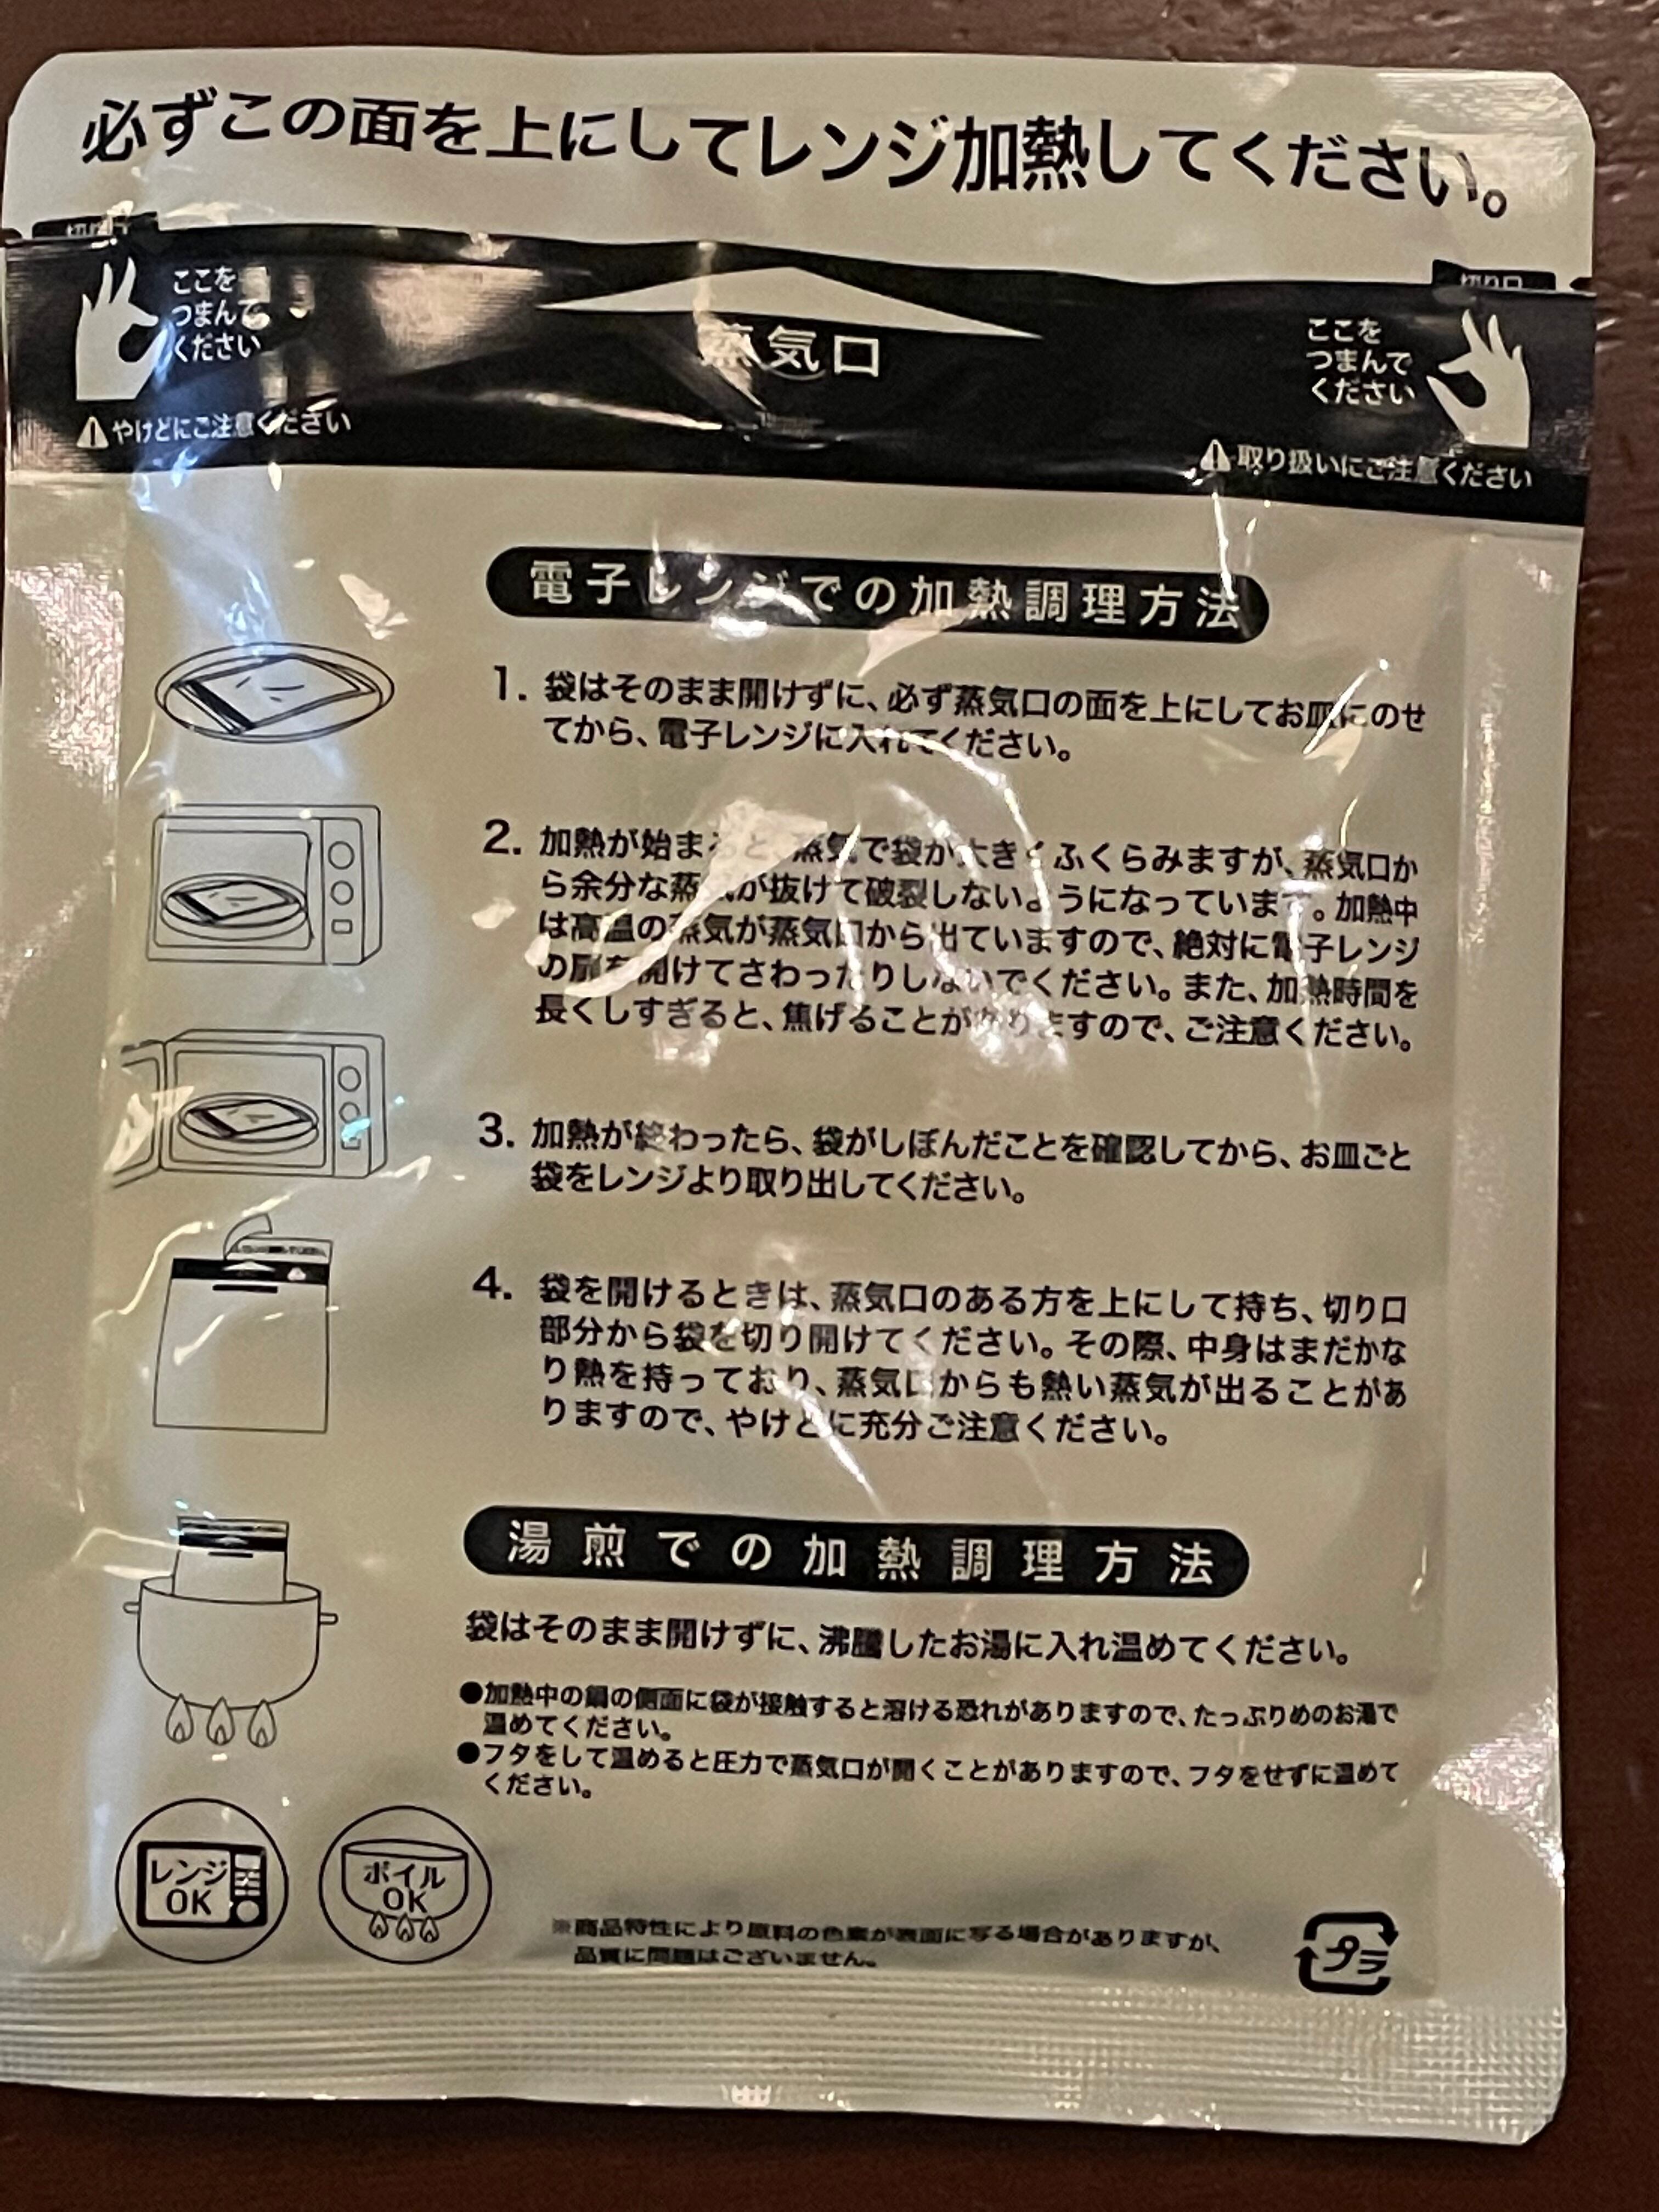 必ずこの面を上にしてレンジ加熱してください。
切り口
ここを
つまんで
ください
やけどにご注意ください
蒸気口
切り口
ここを
つまんで
ください
取り扱いにご注意ください
電子レンジでの加熱調理方法
1. 袋はそのまま開けずに、必ず蒸気口の面を上にしてお皿にのせ
てから、電子レンジに入れてください。
2. 加熱が始まると、蒸気で袋が大きくふくらみますが、蒸気口か
ら余分な蒸気が抜けて破裂しないようになっています。加熱中
は高温の蒸気が蒸気口から出ていますので、絶対に電子レンジ
の扉を開けてさわったりしないでください。また、加熱時間を
長くしすぎると、焦げることがありますので、ご注意ください。
3. 加熱が終わったら、袋がしぼんだことを確認してから、お皿ごと
袋をレンジより取り出してください。
4. 袋を開けるときは、蒸気口のある方を上にして持ち、切り口
部分から袋を切り開けてください。その際、中身はまだかな
り熱を持っており、蒸気口からも熱い蒸気が出ることがあ
りますので、やけどに充分ご注意ください。
湯煎での加熱調理方法
袋はそのまま開けずに、沸騰したお湯に入れ温めてください。
●加熱中の鍋の側面に袋が接触すると溶ける恐れがありますので、たっぷりめのお湯で
温めてください。
●フタをして温めると圧力で蒸気口が開くことがありますので、フタをせずに温めて
ください。
レンジ
OK
ボイル
OK
※商品特性により原料の色素が表面に写る場合がありますが、
品質に問題はございません。
プラ